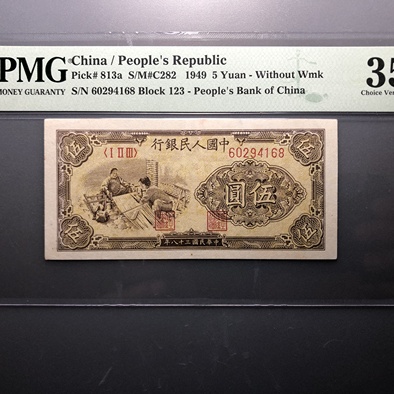 PMG
MONEY GUARANTY
China / People's Republic
Pick# 813a S/M#C282 1949 5 Yuan - Without Wmk
S/N 60294168 Block 123 - People's Bank of China
35
Choice Ver
行銀民人國中
〈I II III〉 60294168
伍 伍
圓伍
伍 伍
年八十三國民華中